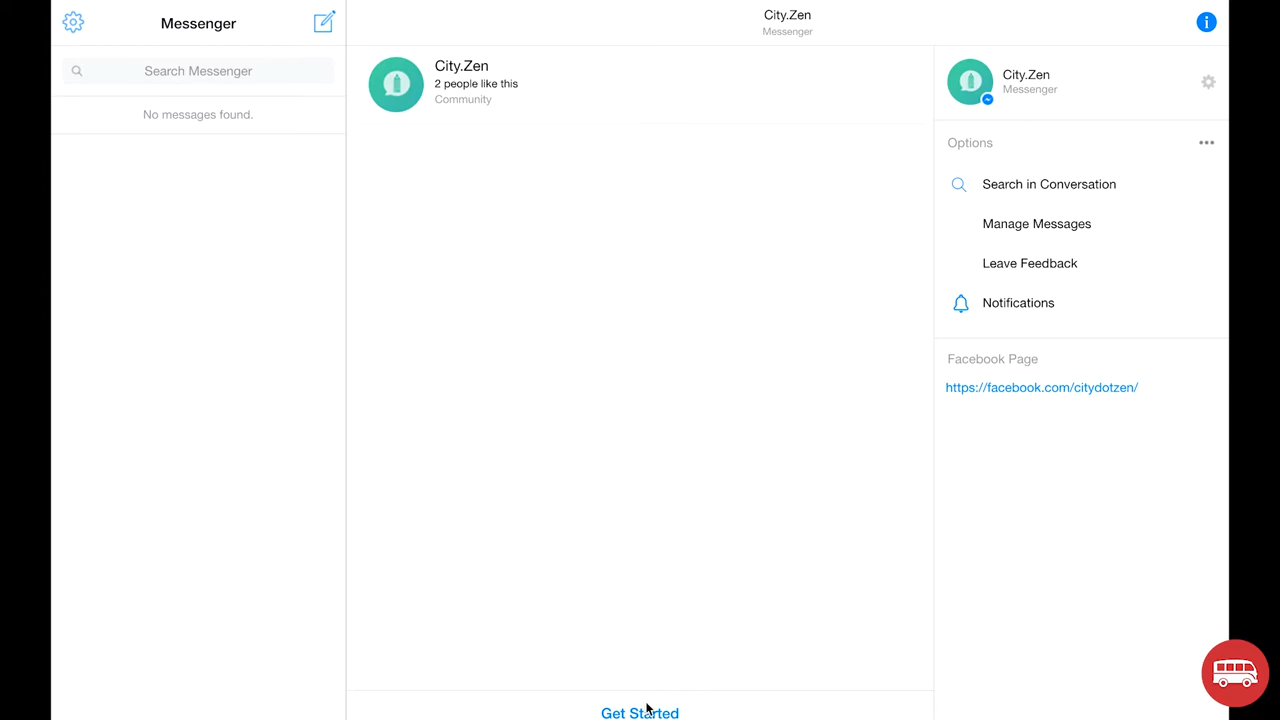 Messenger
Search Messenger
No messages found.
City.Zen
Messenger
City.Zen
2 people like this
Community
Get Started
City.Zen
Messenger
Options
Search in Conversation
Manage Messages
Leave Feedback
Notifications
Facebook Page
https://facebook.com/citydotzen/